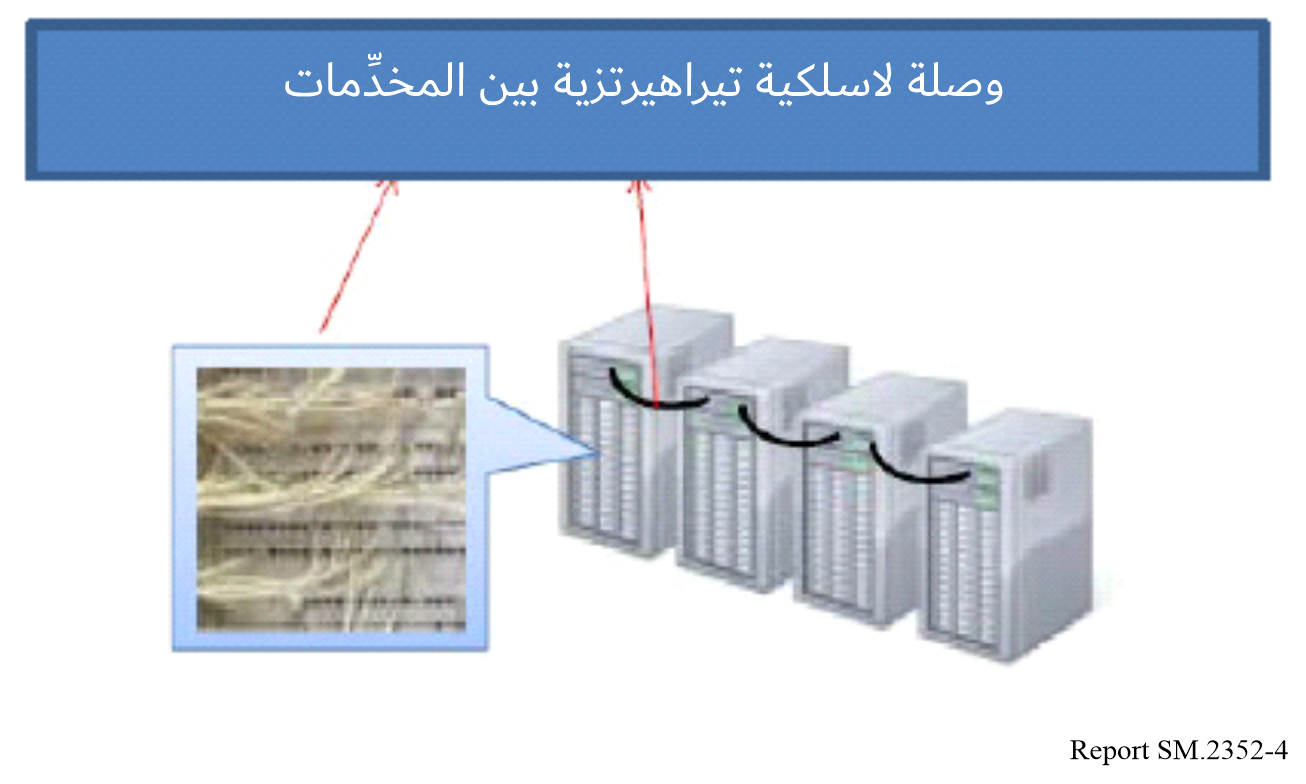 وصلة لاسلكية تيراهيرتزية بين المخدِّمات
Report SM.2352-4